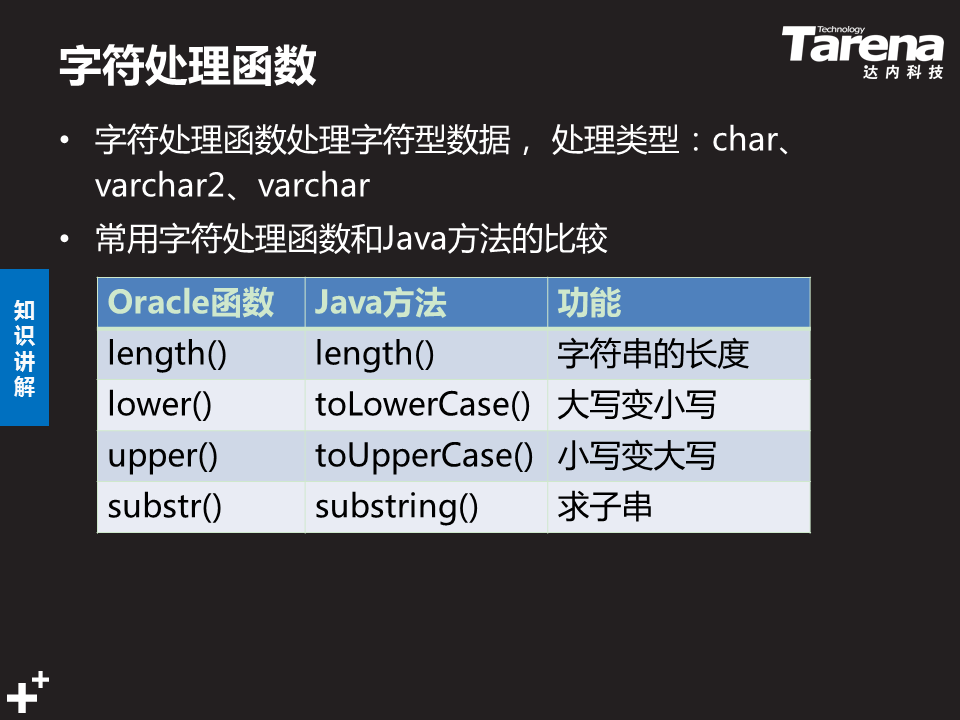 字符处理函数
Technology
Tarena
达内科技
• 字符处理函数处理字符型数据， 处理类型：char、
varchar2、varchar
• 常用字符处理函数和Java方法的比较
知识讲解
Oracle函数 Java方法 功能
length() length() 字符串的长度
lower() toLowerCase() 大写变小写
upper() toUpperCase() 小写变大写
substr() substring() 求子串